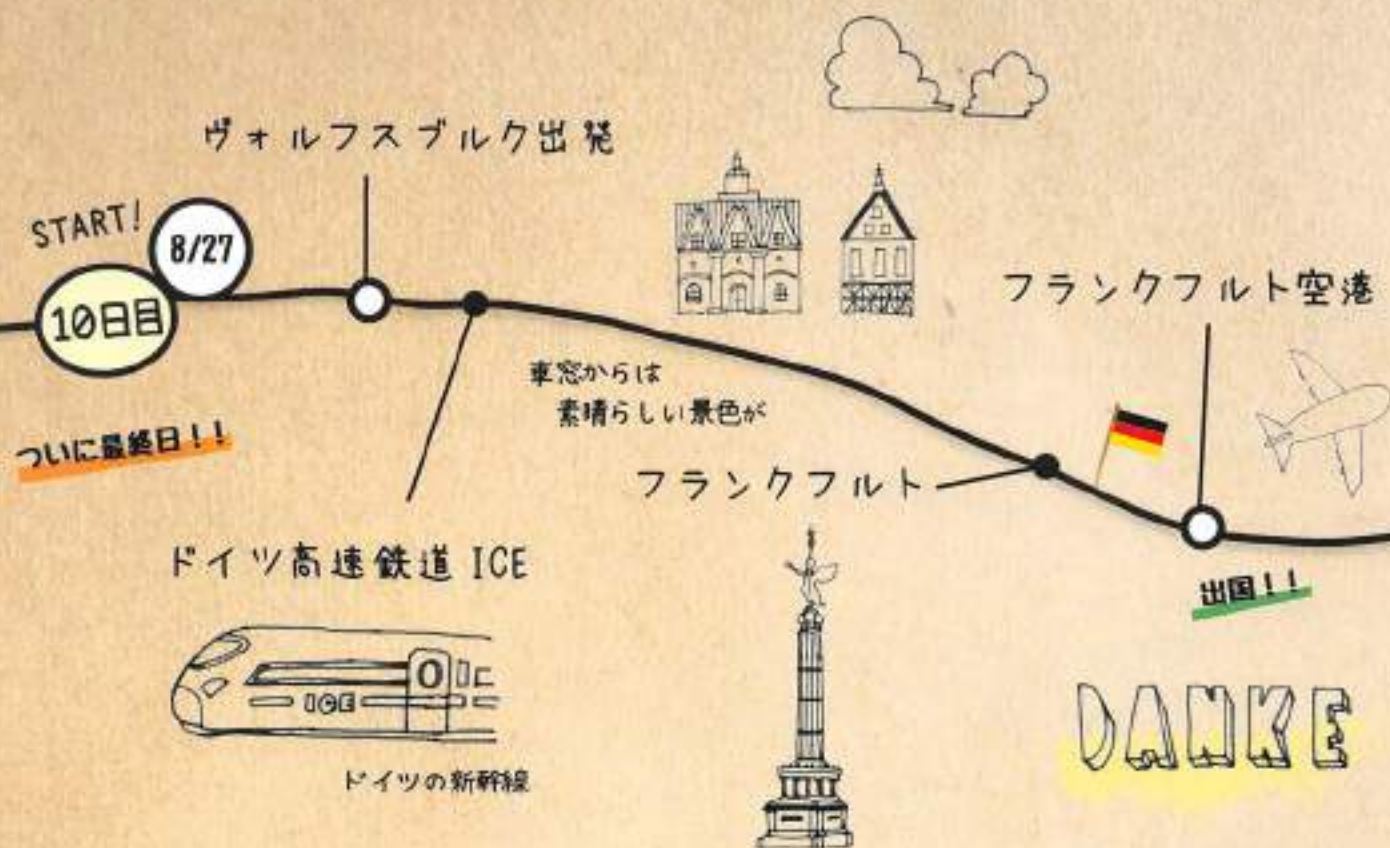 ヴォルフスブルク出発
START!
8/27
10日目
ついに最終日！！
車窓からは
素晴らしい景色が
フランクフルト空港
フランクフルト
ドイツ高速鉄道 ICE
ICE
ドイツの新幹線
出国！！
DANKE